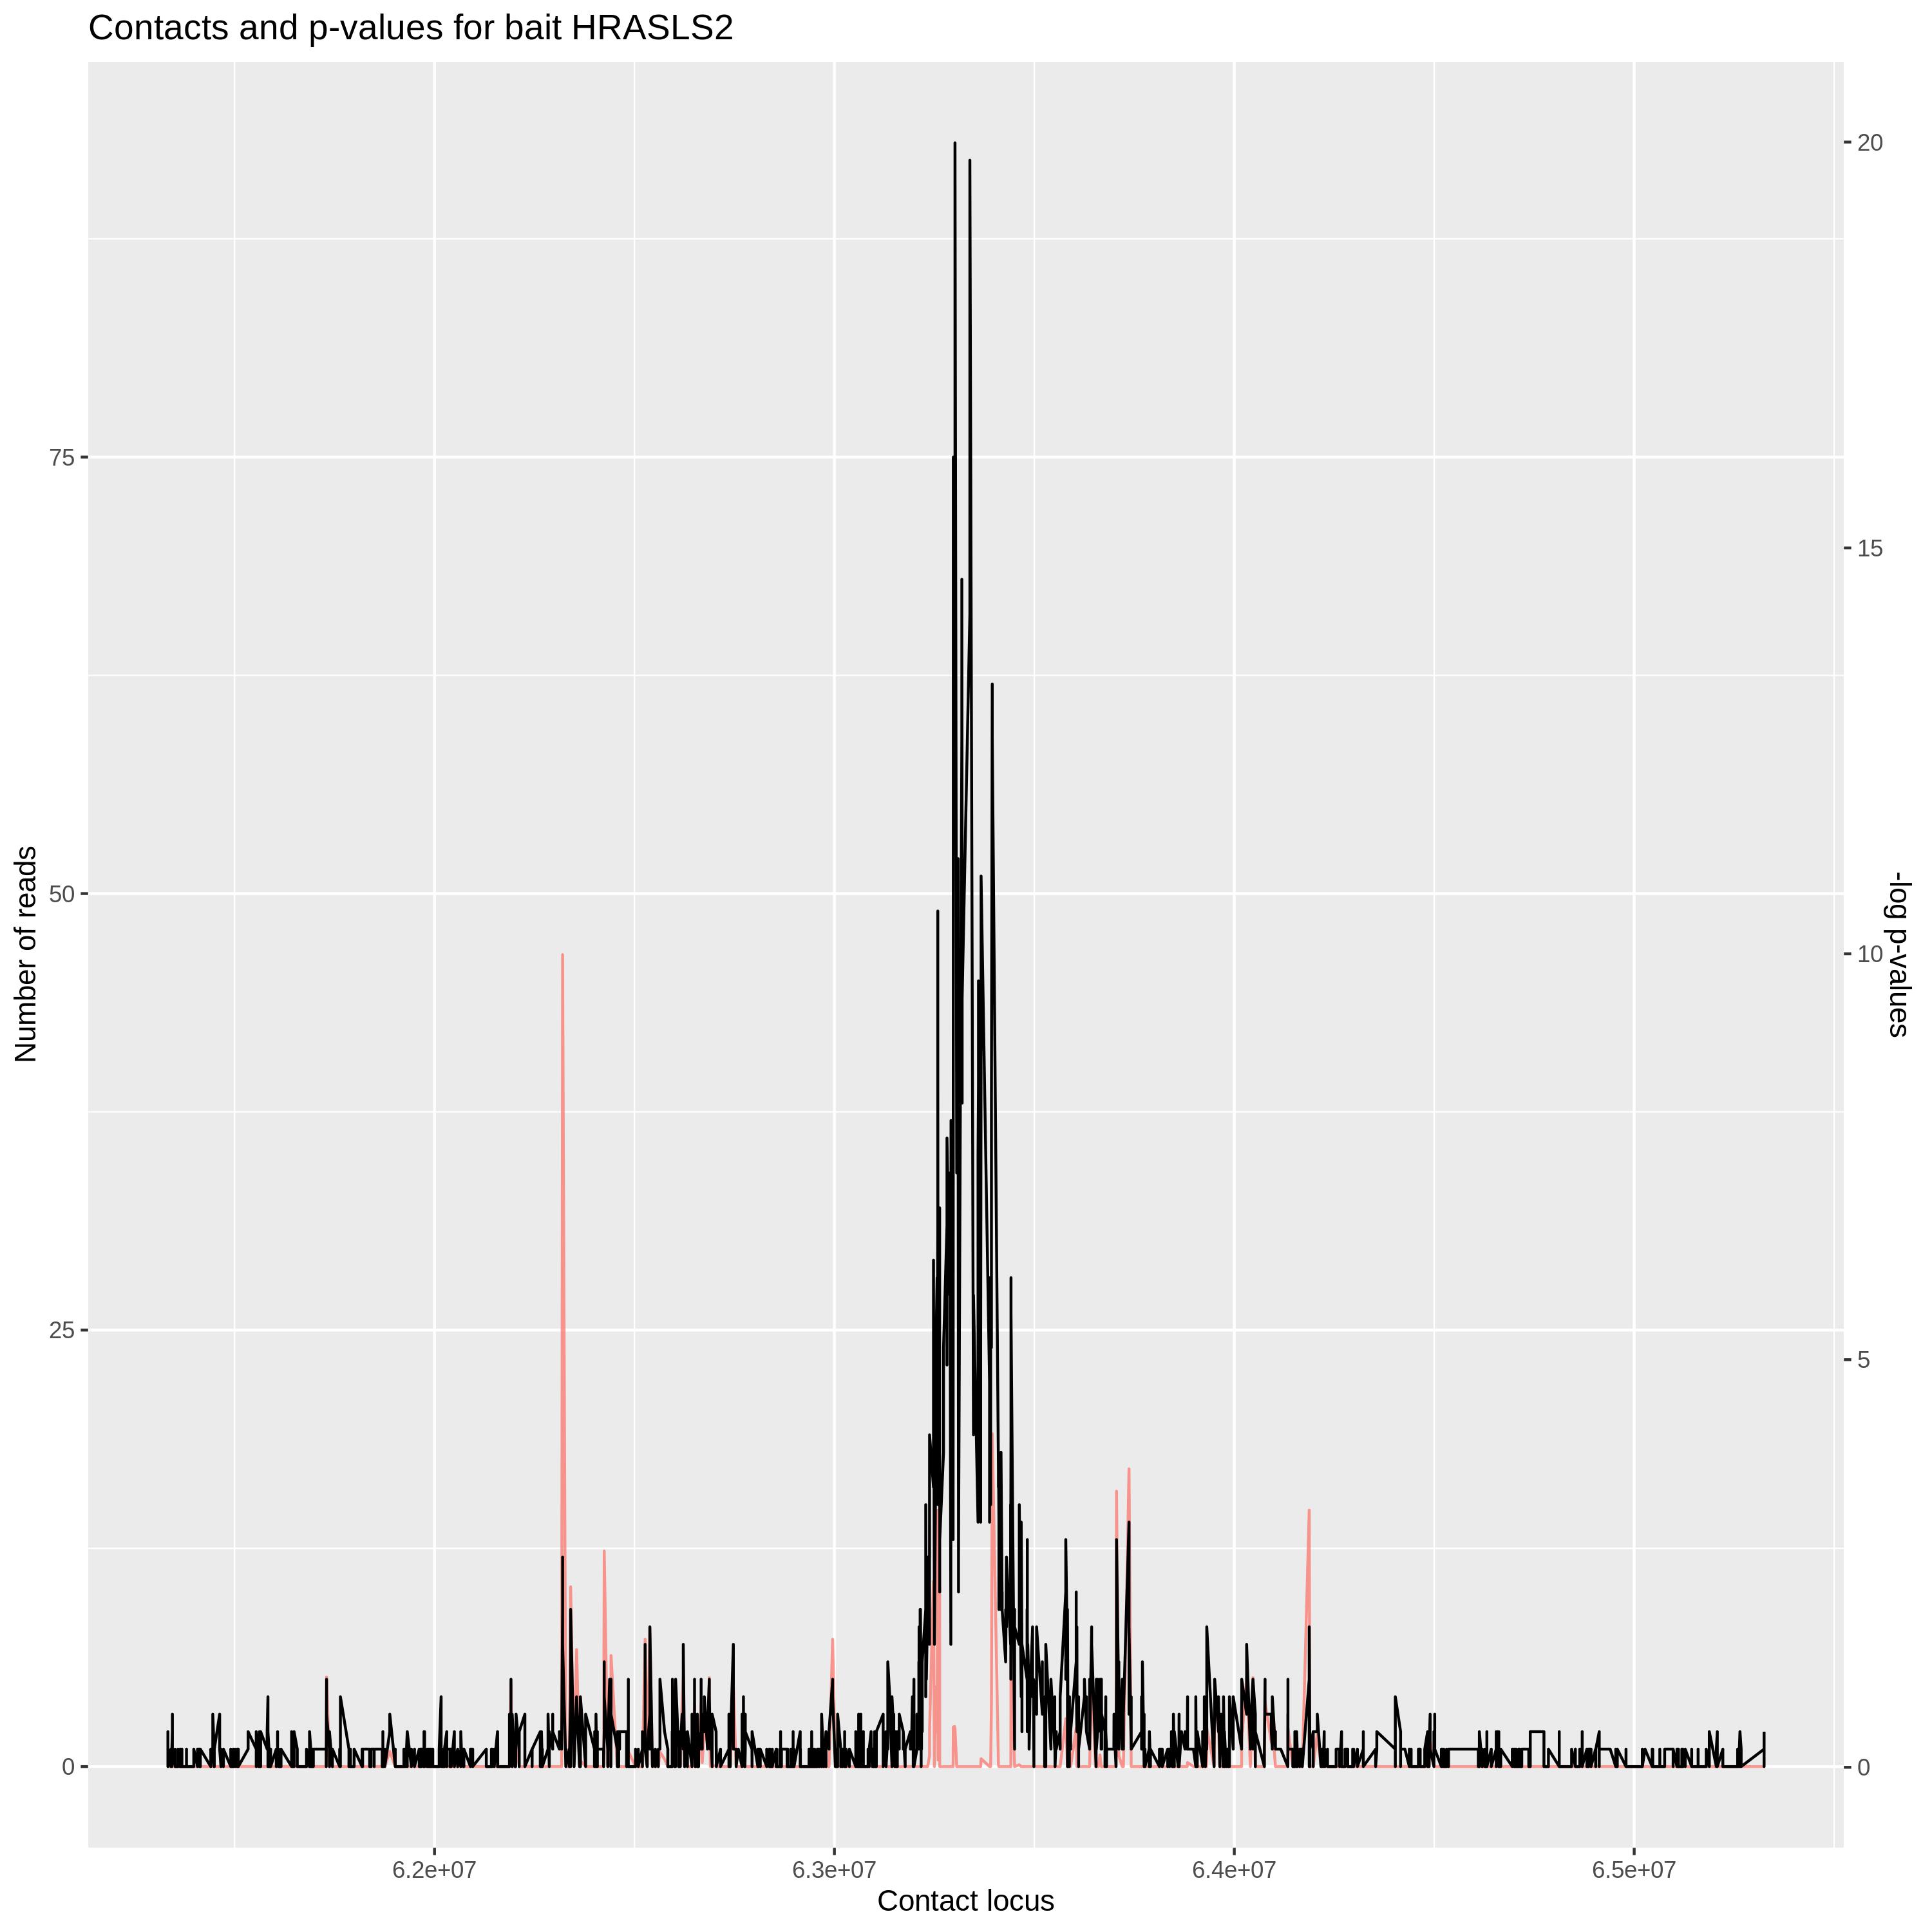 Contacts and p-values for bait HRASLS2
Number of reads
75
50
25
0
20
15
10
5
0
-log p-values
6.2e+07
6.3e+07
6.4e+07
6.5e+07
Contact locus